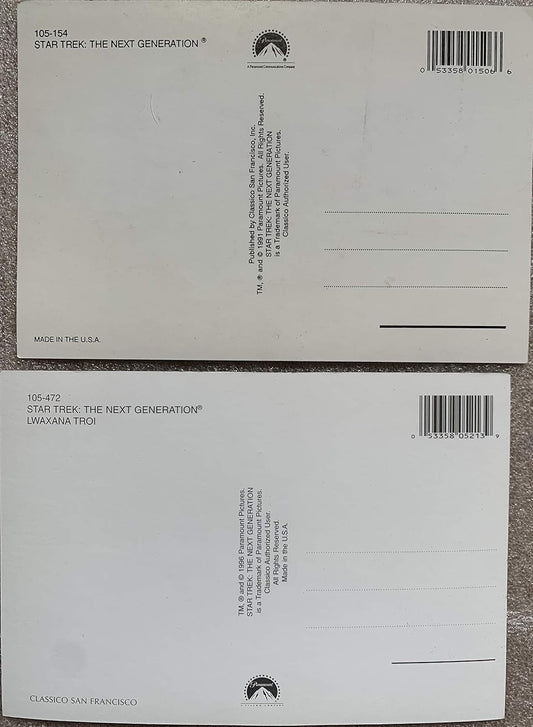 105-154
STAR TREK: THE NEXT GENERATION ®
Paramount
®
A Paramount Communications Company
0 53358 01506 6
Published by Classico San Francisco, Inc.
TM, ® and © 1991 Paramount Pictures. All Rights Reserved.
STAR TREK: THE NEXT GENERATION
is a Trademark of Paramount Pictures.
Classico Authorized User.
MADE IN THE U.S.A.
105-472
STAR TREK: THE NEXT GENERATION®
LWAXANA TROI
0 53358 05213 9
TM, ® and © 1996 Paramount Pictures.
STAR TREK: THE NEXT GENERATION
is a Trademark of Paramount Pictures.
Classico Authorized User.
All Rights Reserved.
Made in the U.S.A.
CLASSICO SAN FRANCISCO
Paramount
A VIACOM COMPANY